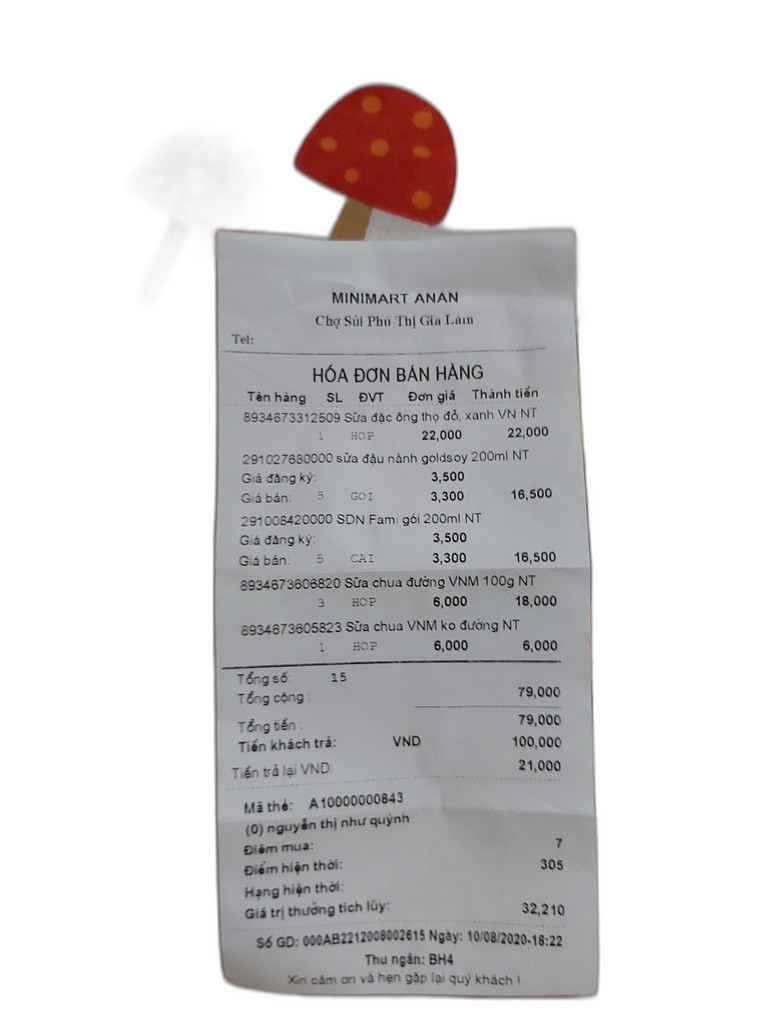 MINIMART ANAN
Chợ Sủi Phú Thị Gia Lâm
Tel:
HÓA ĐƠN BÁN HÀNG
Tên hàng SL ĐVT Đơn giá Thành tiền
8934673312509 Sữa đặc ông thọ đỏ, xanh VN NT
1 HOP 22,000 22,000
291027680000 sữa đậu nành goldsoy 200ml NT
Giá đăng ký: 3,500
Giá bán: 5 GOI 3,300 16,500
291008420000 SDN Fami gói 200ml NT
Giá đăng ký: 3,500
Giá bán: 5 CAI 3,300 16,500
8934673606820 Sữa chua đường VNM 100g NT
3 HOP 6,000 18,000
8934673605823 Sữa chua VNM ko đường NT
1 HOP 6,000 6,000
Tổng số: 15
Tổng cộng : 79,000
Tổng tiền : 79,000
Tiền khách trả: VND 100,000
Tiền trả lại VND: 21,000
Mã thẻ: A10000000843
(0) nguyễn thị như quỳnh
Điểm mua: 7
Điểm hiện thời: 305
Hạng hiện thời:
Giá trị thưởng tích lũy: 32,210
Số GD: 000AB2212008002615 Ngày: 10/08/2020-18:22
Thu ngân: BH4
Xin cảm ơn và hẹn gặp lại quý khách !